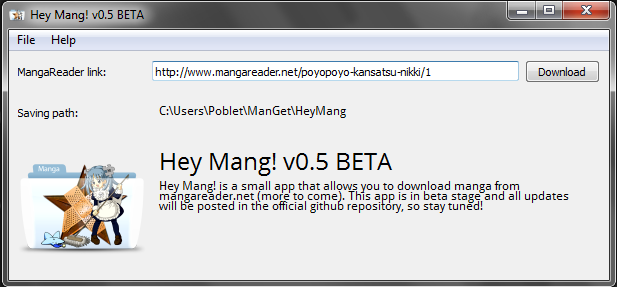 Hey Mang! v0.5 BETA
File Help
MangaReader link: http://www.mangareader.net/poyopoyo-kansatsu-nikki/1 Download
Saving path: C:\Users\Poblet\ManGet\HeyMang
Manga
Hey Mang! v0.5 BETA
Hey Mang! is a small app that allows you to download manga from
mangareader.net (more to come). This app is in beta stage and all updates
will be posted in the official github repository, so stay tuned!